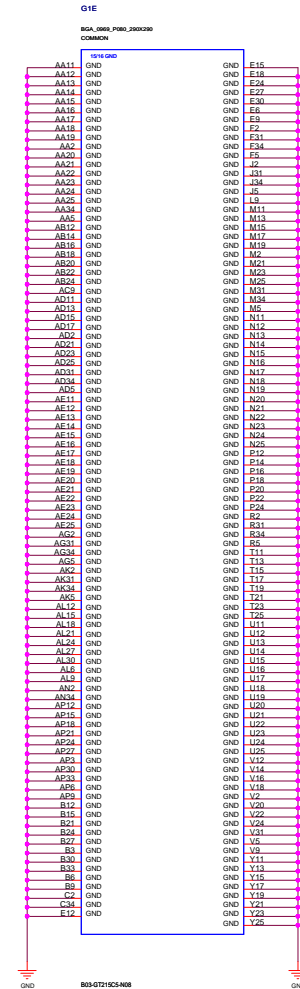 G1E
BGA_0969_P080_290X290
COMMON
15/16 GND
AA11 GND GND E15
AA12 GND GND E18
AA13 GND GND E24
AA14 GND GND E27
AA15 GND GND E30
AA16 GND GND E6
AA17 GND GND E9
AA18 GND GND F2
AA19 GND GND F31
AA2 GND GND F34
AA20 GND GND F5
AA21 GND GND J2
AA22 GND GND J31
AA23 GND GND J34
AA24 GND GND J5
AA25 GND GND L9
AA34 GND GND M11
AA5 GND GND M13
AB12 GND GND M15
AB14 GND GND M17
AB16 GND GND M19
AB18 GND GND M2
AB20 GND GND M21
AB22 GND GND M23
AB24 GND GND M25
AC9 GND GND M31
AD11 GND GND M34
AD13 GND GND M5
AD15 GND GND N11
AD17 GND GND N12
AD2 GND GND N13
AD21 GND GND N14
AD23 GND GND N15
AD25 GND GND N16
AD31 GND GND N17
AD34 GND GND N18
AD5 GND GND N19
AE11 GND GND N20
AE12 GND GND N21
AE13 GND GND N22
AE14 GND GND N23
AE15 GND GND N24
AE16 GND GND N25
AE17 GND GND P12
AE18 GND GND P14
AE19 GND GND P16
AE20 GND GND P18
AE21 GND GND P20
AE22 GND GND P22
AE23 GND GND P24
AE24 GND GND R2
AE25 GND GND R31
AG2 GND GND R34
AG31 GND GND R5
AG34 GND GND T11
AG5 GND GND T13
AK2 GND GND T15
AK31 GND GND T17
AK34 GND GND T19
AK5 GND GND T21
AL12 GND GND T23
AL15 GND GND T25
AL18 GND GND U11
AL21 GND GND U12
AL24 GND GND U13
AL27 GND GND U14
AL30 GND GND U15
AL6 GND GND U16
AL9 GND GND U17
AN2 GND GND U18
AN34 GND GND U19
AP12 GND GND U20
AP15 GND GND U21
AP18 GND GND U22
AP21 GND GND U23
AP24 GND GND U24
AP27 GND GND U25
AP3 GND GND V12
AP30 GND GND V14
AP33 GND GND V16
AP6 GND GND V18
AP9 GND GND V2
B12 GND GND V20
B15 GND GND V22
B21 GND GND V24
B24 GND GND V31
B27 GND GND V5
B3 GND GND V9
B30 GND GND Y11
B33 GND GND Y13
B6 GND GND Y15
B9 GND GND Y17
C2 GND GND Y19
C34 GND GND Y21
E12 GND GND Y23
GND Y25
GND B03-GT215C5-N08